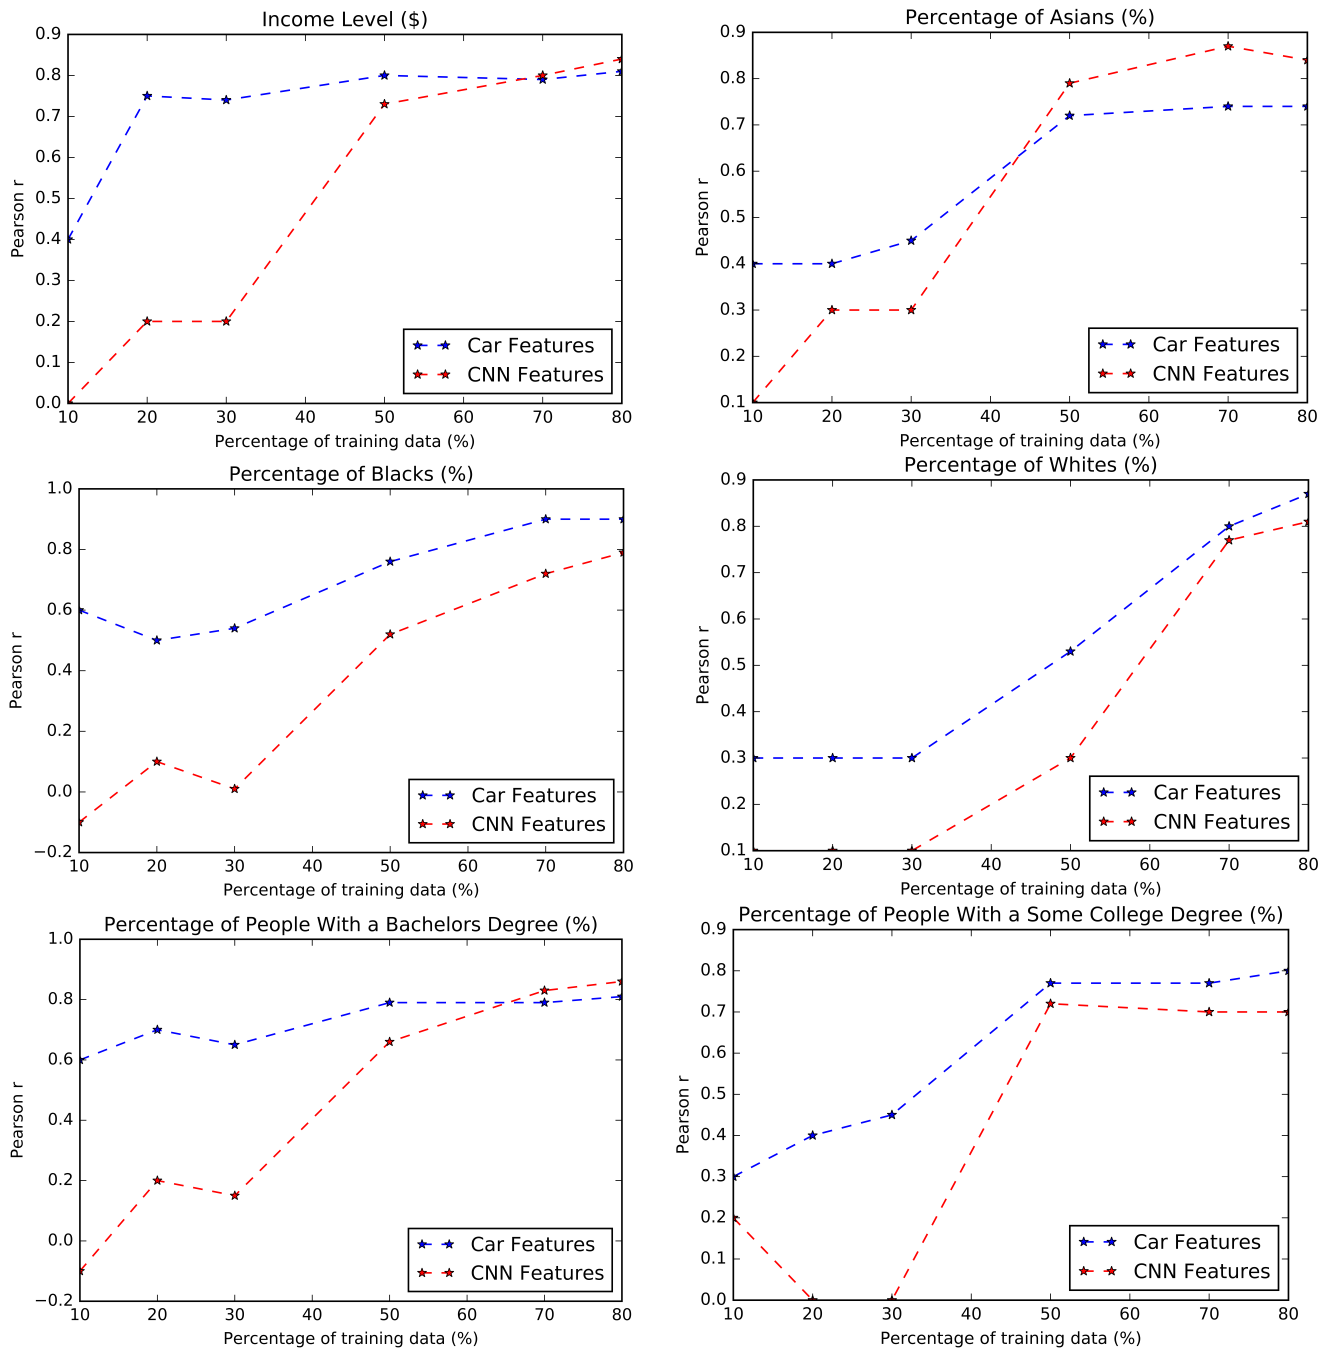 Income Level ($)
0.9
0.8
0.7
0.6
0.5
0.4
0.3
0.2
0.1
0.0
Pearson r
10 20 30 40 50 60 70 80
Percentage of training data (%)
Car Features
CNN Features
Percentage of Asians (%)
0.9
0.8
0.7
0.6
0.5
0.4
0.3
0.2
0.1
Pearson r
10 20 30 40 50 60 70 80
Percentage of training data (%)
Car Features
CNN Features
Percentage of Blacks (%)
1.0
0.8
0.6
0.4
0.2
0.0
−0.2
Pearson r
10 20 30 40 50 60 70 80
Percentage of training data (%)
Car Features
CNN Features
Percentage of Whites (%)
0.9
0.8
0.7
0.6
0.5
0.4
0.3
0.2
0.1
Pearson r
10 20 30 40 50 60 70 80
Percentage of training data (%)
Car Features
CNN Features
Percentage of People With a Bachelors Degree (%)
1.0
0.8
0.6
0.4
0.2
0.0
−0.2
Pearson r
10 20 30 40 50 60 70 80
Percentage of training data (%)
Car Features
CNN Features
Percentage of People With a Some College Degree (%)
0.9
0.8
0.7
0.6
0.5
0.4
0.3
0.2
0.1
0.0
Pearson r
10 20 30 40 50 60 70 80
Percentage of training data (%)
Car Features
CNN Features